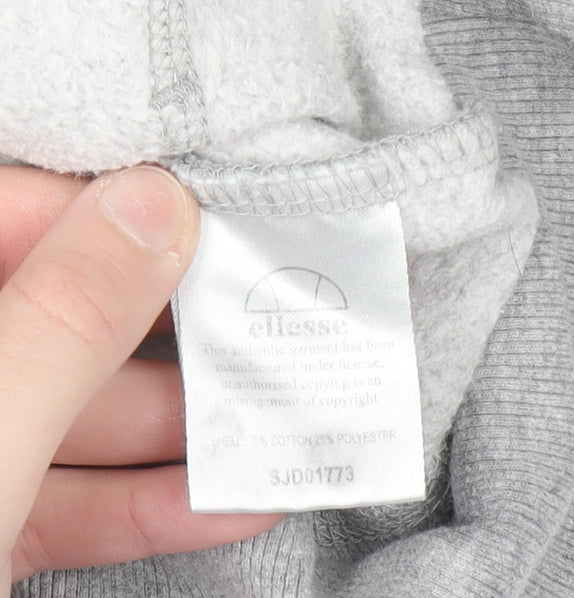 ellesse
This authentic garment has been
manufactured under license,
unauthorised copying is an
infringement of copyright
SHELL: COTTON 25% POLYESTER
SJD01773